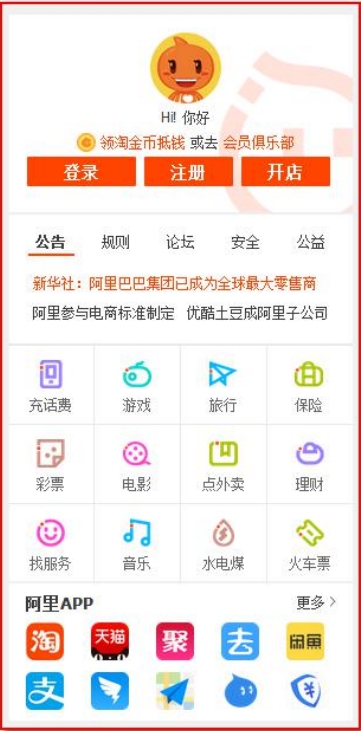 Hi! 你好
领淘金币抵钱 或去 会员俱乐部
登录 注册 开店
公告 规则 论坛 安全 公益
新华社：阿里巴巴集团已成为全球最大零售商
阿里参与电商标准制定 优酷土豆成阿里子公司
充话费 游戏 旅行 保险
彩票 电影 点外卖 理财
找服务 音乐 水电煤 火车票
阿里APP 更多 >
淘 天猫 聚 去 闲鱼
支